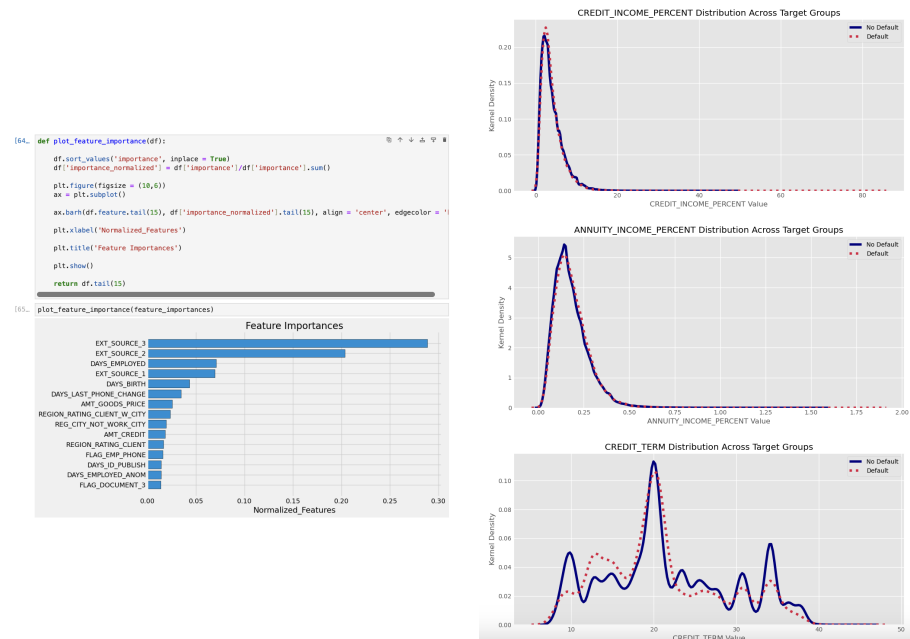 [64…
def plot_feature_importance(df):
df.sort_values('importance', inplace = True)
df['importance_normalized'] = df['importance']/df['importance'].sum()
plt.figure(figsize = (10,6))
ax = plt.subplot()
ax.barh(df.feature.tail(15), df['importance_normalized'].tail(15), align = 'center', edgecolor = '
plt.xlabel('Normalized_Features')
plt.title('Feature Importances')
plt.show()
return df.tail(15)
[65…
plot_feature_importance(feature_importances)
Feature Importances
EXT_SOURCE_3
EXT_SOURCE_2
DAYS_EMPLOYED
EXT_SOURCE_1
DAYS_BIRTH
DAYS_LAST_PHONE_CHANGE
AMT_GOODS_PRICE
REGION_RATING_CLIENT_W_CITY
REG_CITY_NOT_WORK_CITY
AMT_CREDIT
REGION_RATING_CLIENT
FLAG_EMP_PHONE
DAYS_ID_PUBLISH
DAYS_EMPLOYED_ANOM
FLAG_DOCUMENT_3
0.00 0.05 0.10 0.15 0.20 0.25 0.30
Normalized_Features
CREDIT_INCOME_PERCENT Distribution Across Target Groups
No Default
Default
0.20
0.15
0.10
0.05
0.00
Kernel Density
0 20 40 60 80
CREDIT_INCOME_PERCENT Value
ANNUITY_INCOME_PERCENT Distribution Across Target Groups
No Default
Default
5
4
3
2
1
0
Kernel Density
0.00 0.25 0.50 0.75 1.00 1.25 1.50 1.75 2.00
ANNUITY_INCOME_PERCENT Value
CREDIT_TERM Distribution Across Target Groups
No Default
Default
0.10
0.08
0.06
0.04
0.02
0.00
Kernel Density
10 20 30 40 50
CREDIT_TERM Value